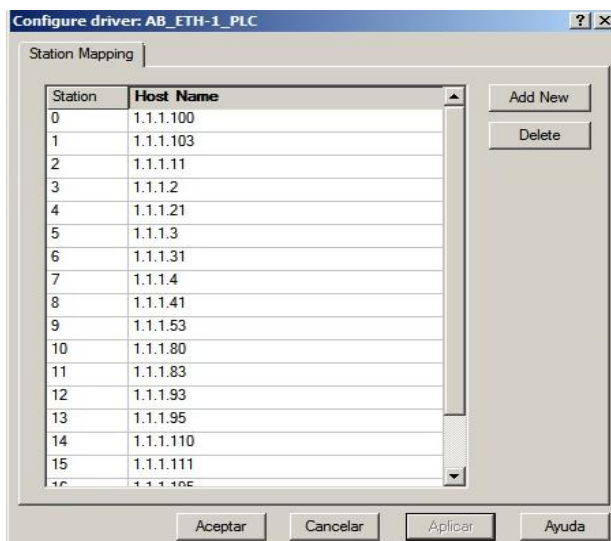 Configure driver: AB_ETH-1_PLC
Station Mapping
Station Host Name
0 1.1.1.100
1 1.1.1.103
2 1.1.1.11
3 1.1.1.2
4 1.1.1.21
5 1.1.1.3
6 1.1.1.31
7 1.1.1.4
8 1.1.1.41
9 1.1.1.53
10 1.1.1.80
11 1.1.1.83
12 1.1.1.93
13 1.1.1.95
14 1.1.1.110
15 1.1.1.111
Add New
Delete
Aceptar Cancelar Aplicar Ayuda